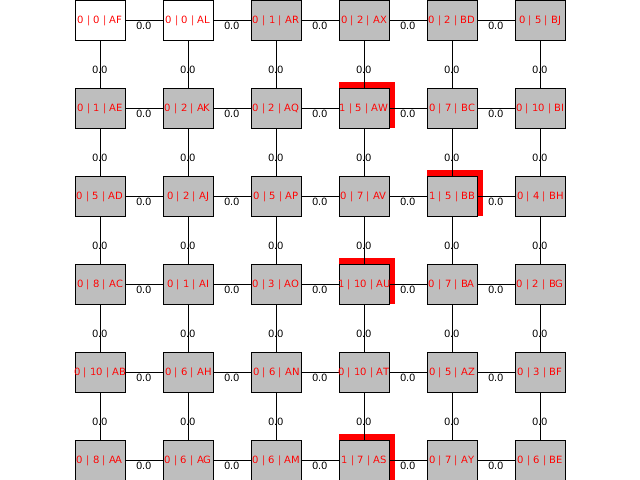 0 | 0 | AF 0.0 0 | 0 | AL 0.0 0 | 1 | AR 0.0 0 | 2 | AX 0.0 0 | 2 | BD 0.0 0 | 5 | BJ
0.0 0.0 0.0 0.0 0.0 0.0
0 | 1 | AE 0.0 0 | 2 | AK 0.0 0 | 2 | AQ 0.0 1 | 5 | AW 0.0 0 | 7 | BC 0.0 0 | 10 | BI
0.0 0.0 0.0 0.0 0.0 0.0
0 | 5 | AD 0.0 0 | 2 | AJ 0.0 0 | 5 | AP 0.0 0 | 7 | AV 0.0 1 | 5 | BB 0.0 0 | 4 | BH
0.0 0.0 0.0 0.0 0.0 0.0
0 | 8 | AC 0.0 0 | 1 | AI 0.0 0 | 3 | AO 0.0 1 | 10 | AU 0.0 0 | 7 | BA 0.0 0 | 2 | BG
0.0 0.0 0.0 0.0 0.0 0.0
0 | 10 | AB 0.0 0 | 6 | AH 0.0 0 | 6 | AN 0.0 0 | 10 | AT 0.0 0 | 5 | AZ 0.0 0 | 3 | BF
0.0 0.0 0.0 0.0 0.0 0.0
0 | 8 | AA 0.0 0 | 6 | AG 0.0 0 | 6 | AM 0.0 1 | 7 | AS 0.0 0 | 7 | AY 0.0 0 | 6 | BE